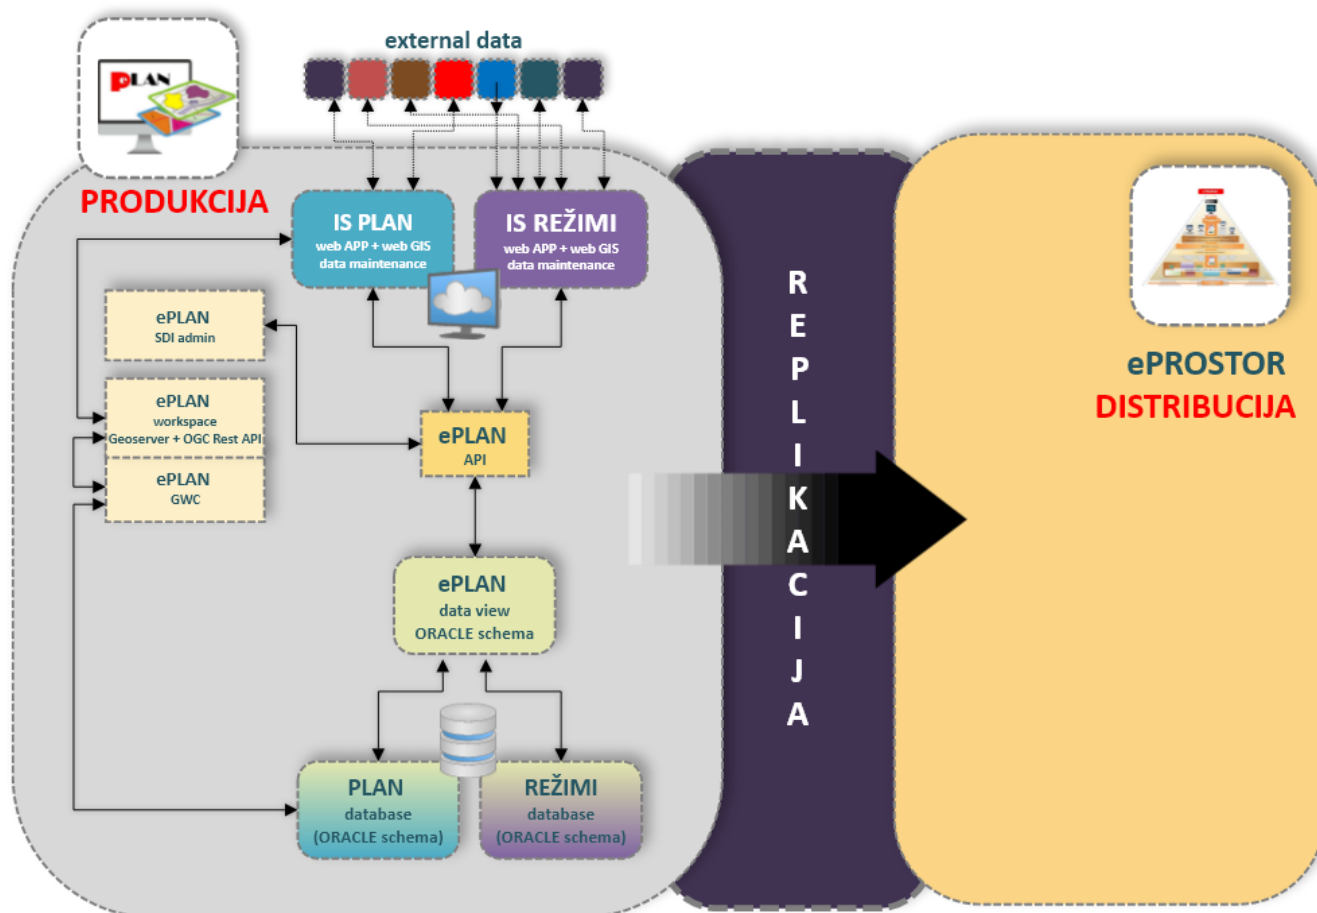 external data
PLAN
PRODUKCIJA
IS PLAN
web APP + web GIS
data maintenance
IS REŽIMI
web APP + web GIS
data maintenance
ePLAN
SDI admin
ePLAN
workspace
Geoserver + OGC Rest API
ePLAN
GWC
ePLAN
API
ePLAN
data view
ORACLE schema
PLAN
database
(ORACLE schema)
REŽIMI
database
(ORACLE schema)
REPLIKACIJA
ePROSTOR
DISTRIBUCIJA